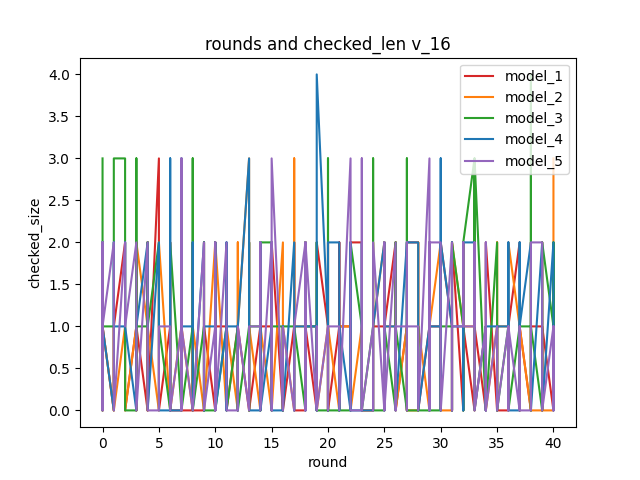 rounds and checked_len v_16
checked_size
4.0
3.5
3.0
2.5
2.0
1.5
1.0
0.5
0.0
model_1
model_2
model_3
model_4
model_5
0 5 10 15 20 25 30 35 40
round